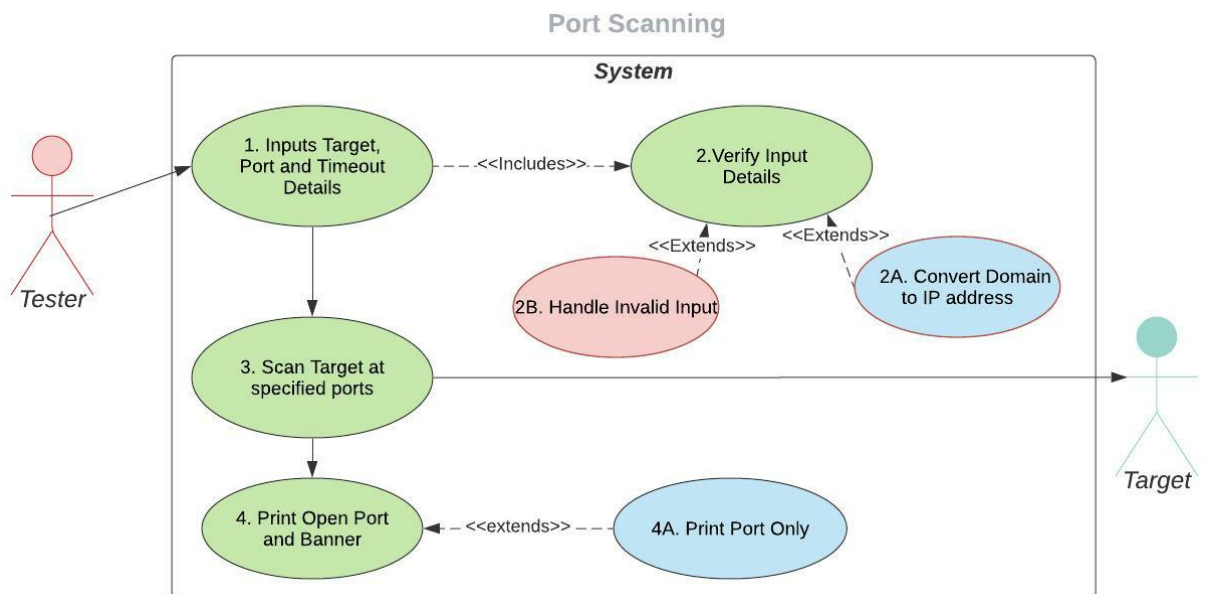 Port Scanning
System
1. Inputs Target,
Port and Timeout
Details
<<Includes>>
2.Verify Input
Details
<<Extends>>
<<Extends>>
2B. Handle Invalid Input
2A. Convert Domain
to IP address
Tester
3. Scan Target at
specified ports
Target
4. Print Open Port
and Banner
<<extends>>
4A. Print Port Only